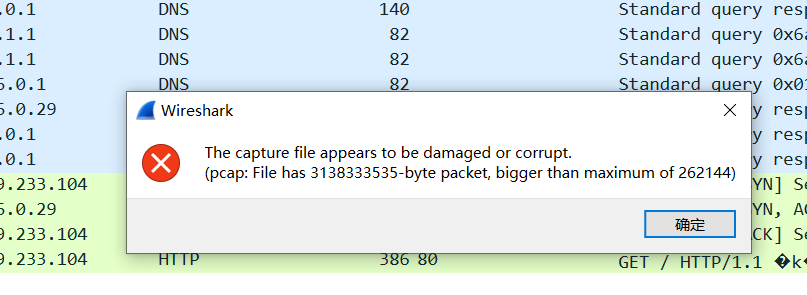 .0.1 DNS 140 Standard query resp
.1.1 DNS 82 Standard query 0x6a
.1.1 DNS 82 Standard query 0x6a
5.0.1 DNS 82 Standard query 0x01
Wireshark
5.0.29 resp
The capture file appears to be damaged or corrupt.
.0.1 resp
(pcap: File has 3138333535-byte packet, bigger than maximum of 262144)
.0.1 resp
9.233.104 YN] Se
5.0.29 YN, AC
确定
9.233.104 ACK] Se
9.233.104 HTTP 386 80 GET / HTTP/1.1 �k�